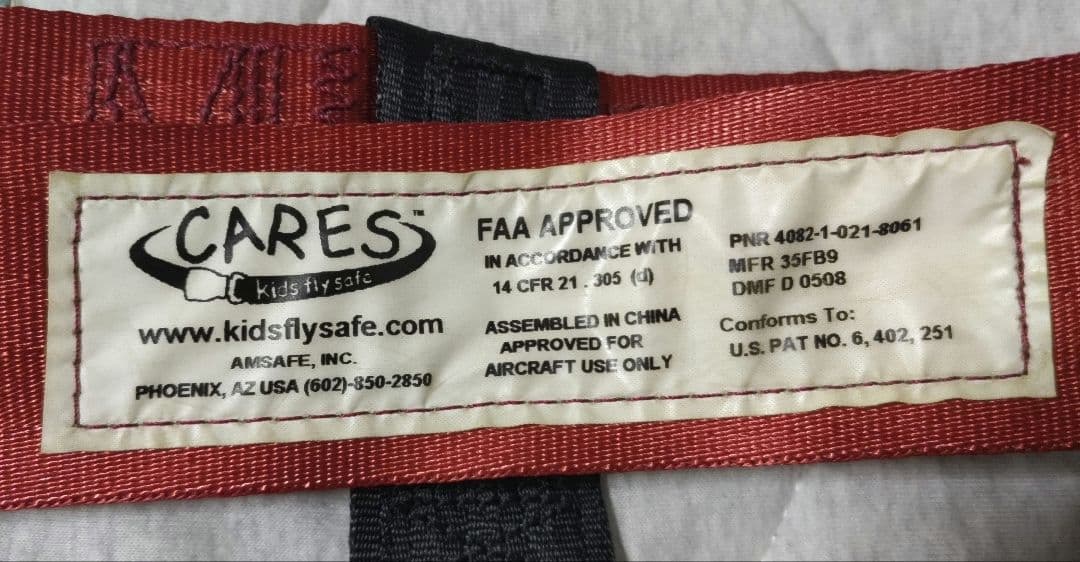 CARES™
kids fly safe
www.kidsflysafe.com
AMSAFE, INC.
PHOENIX, AZ USA (602)-850-2850
FAA APPROVED
IN ACCORDANCE WITH
14 CFR 21 . 305 (d)
ASSEMBLED IN CHINA
APPROVED FOR
AIRCRAFT USE ONLY
PNR 4082-1-021-8061
MFR 35FB9
DMF D 0508
Conforms To:
U.S. PAT NO. 6, 402, 251